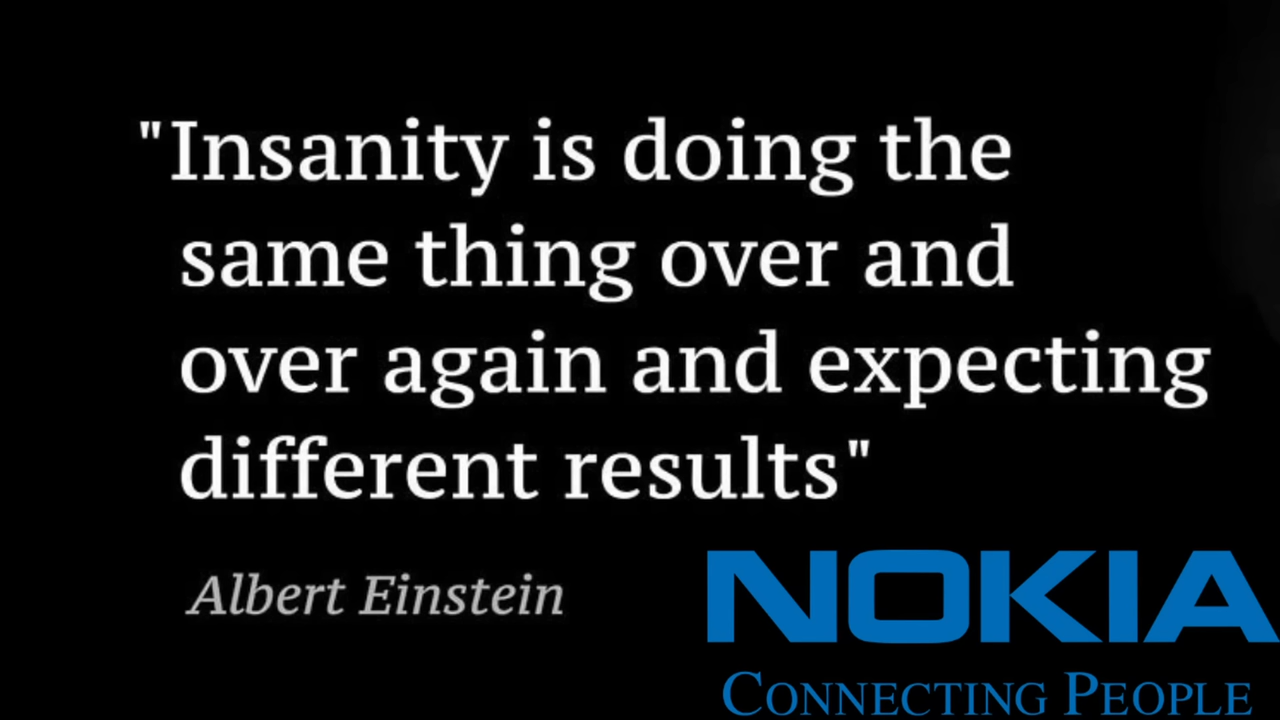 "Insanity is doing the
same thing over and
over again and expecting
different results"
Albert Einstein
NOKIA
CONNECTING PEOPLE